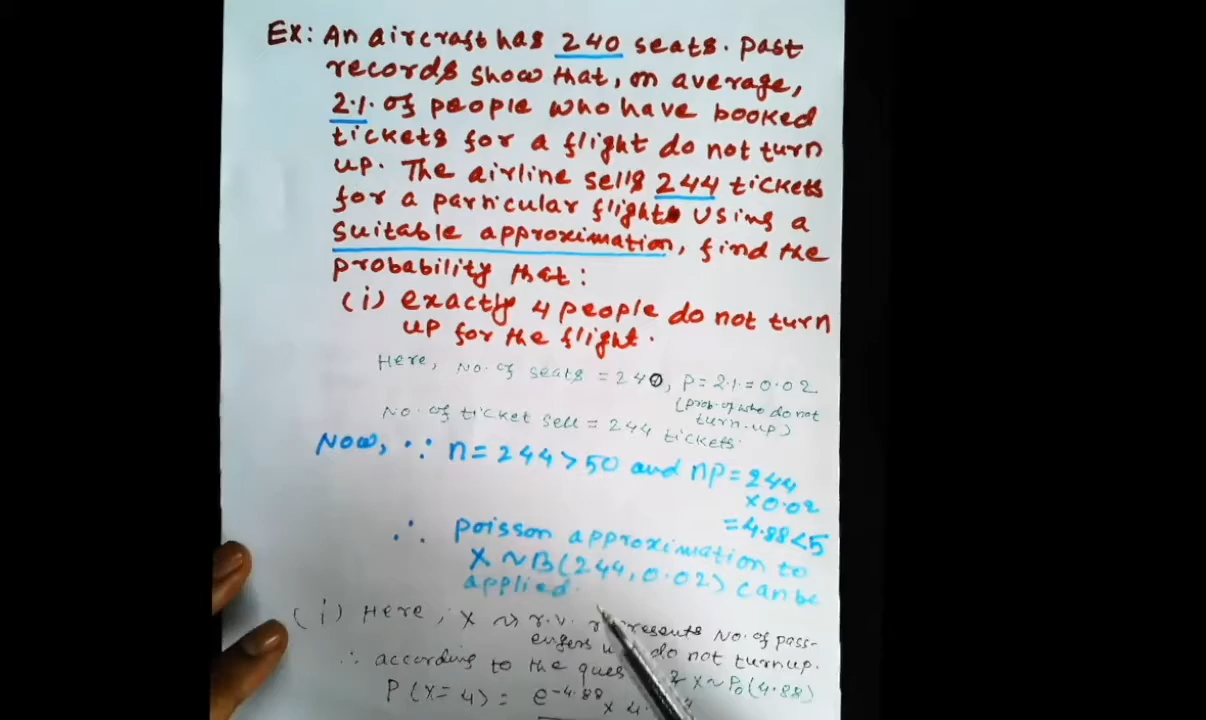 Ex: An aircraft has 240 seats. Past
records show that, on average,
2% of people who have booked
tickets for a flight do not turn
up. The airline sells 244 tickets
for a particular flight. Using a
suitable approximation, find the
probability that:
(i) exactly 4 people do not turn
up for the flight.
Here, No. of seats = 240, P = 2% = 0.02
(prob. of who do not
turn-up)
No. of ticket sell = 244 tickets.
Now, ∵ n = 244 > 50 and np = 244
× 0.02
= 4.88 < 5
∴ poisson approximation to
X ~ B(244, 0.02) can be
applied.
(i) Here, X ~> r.v. represents No. of pass-
engers do not turn up.
∴ according to the ques X ~ Po(4.88)
P(X = 4) = e^-4.88 × 4.